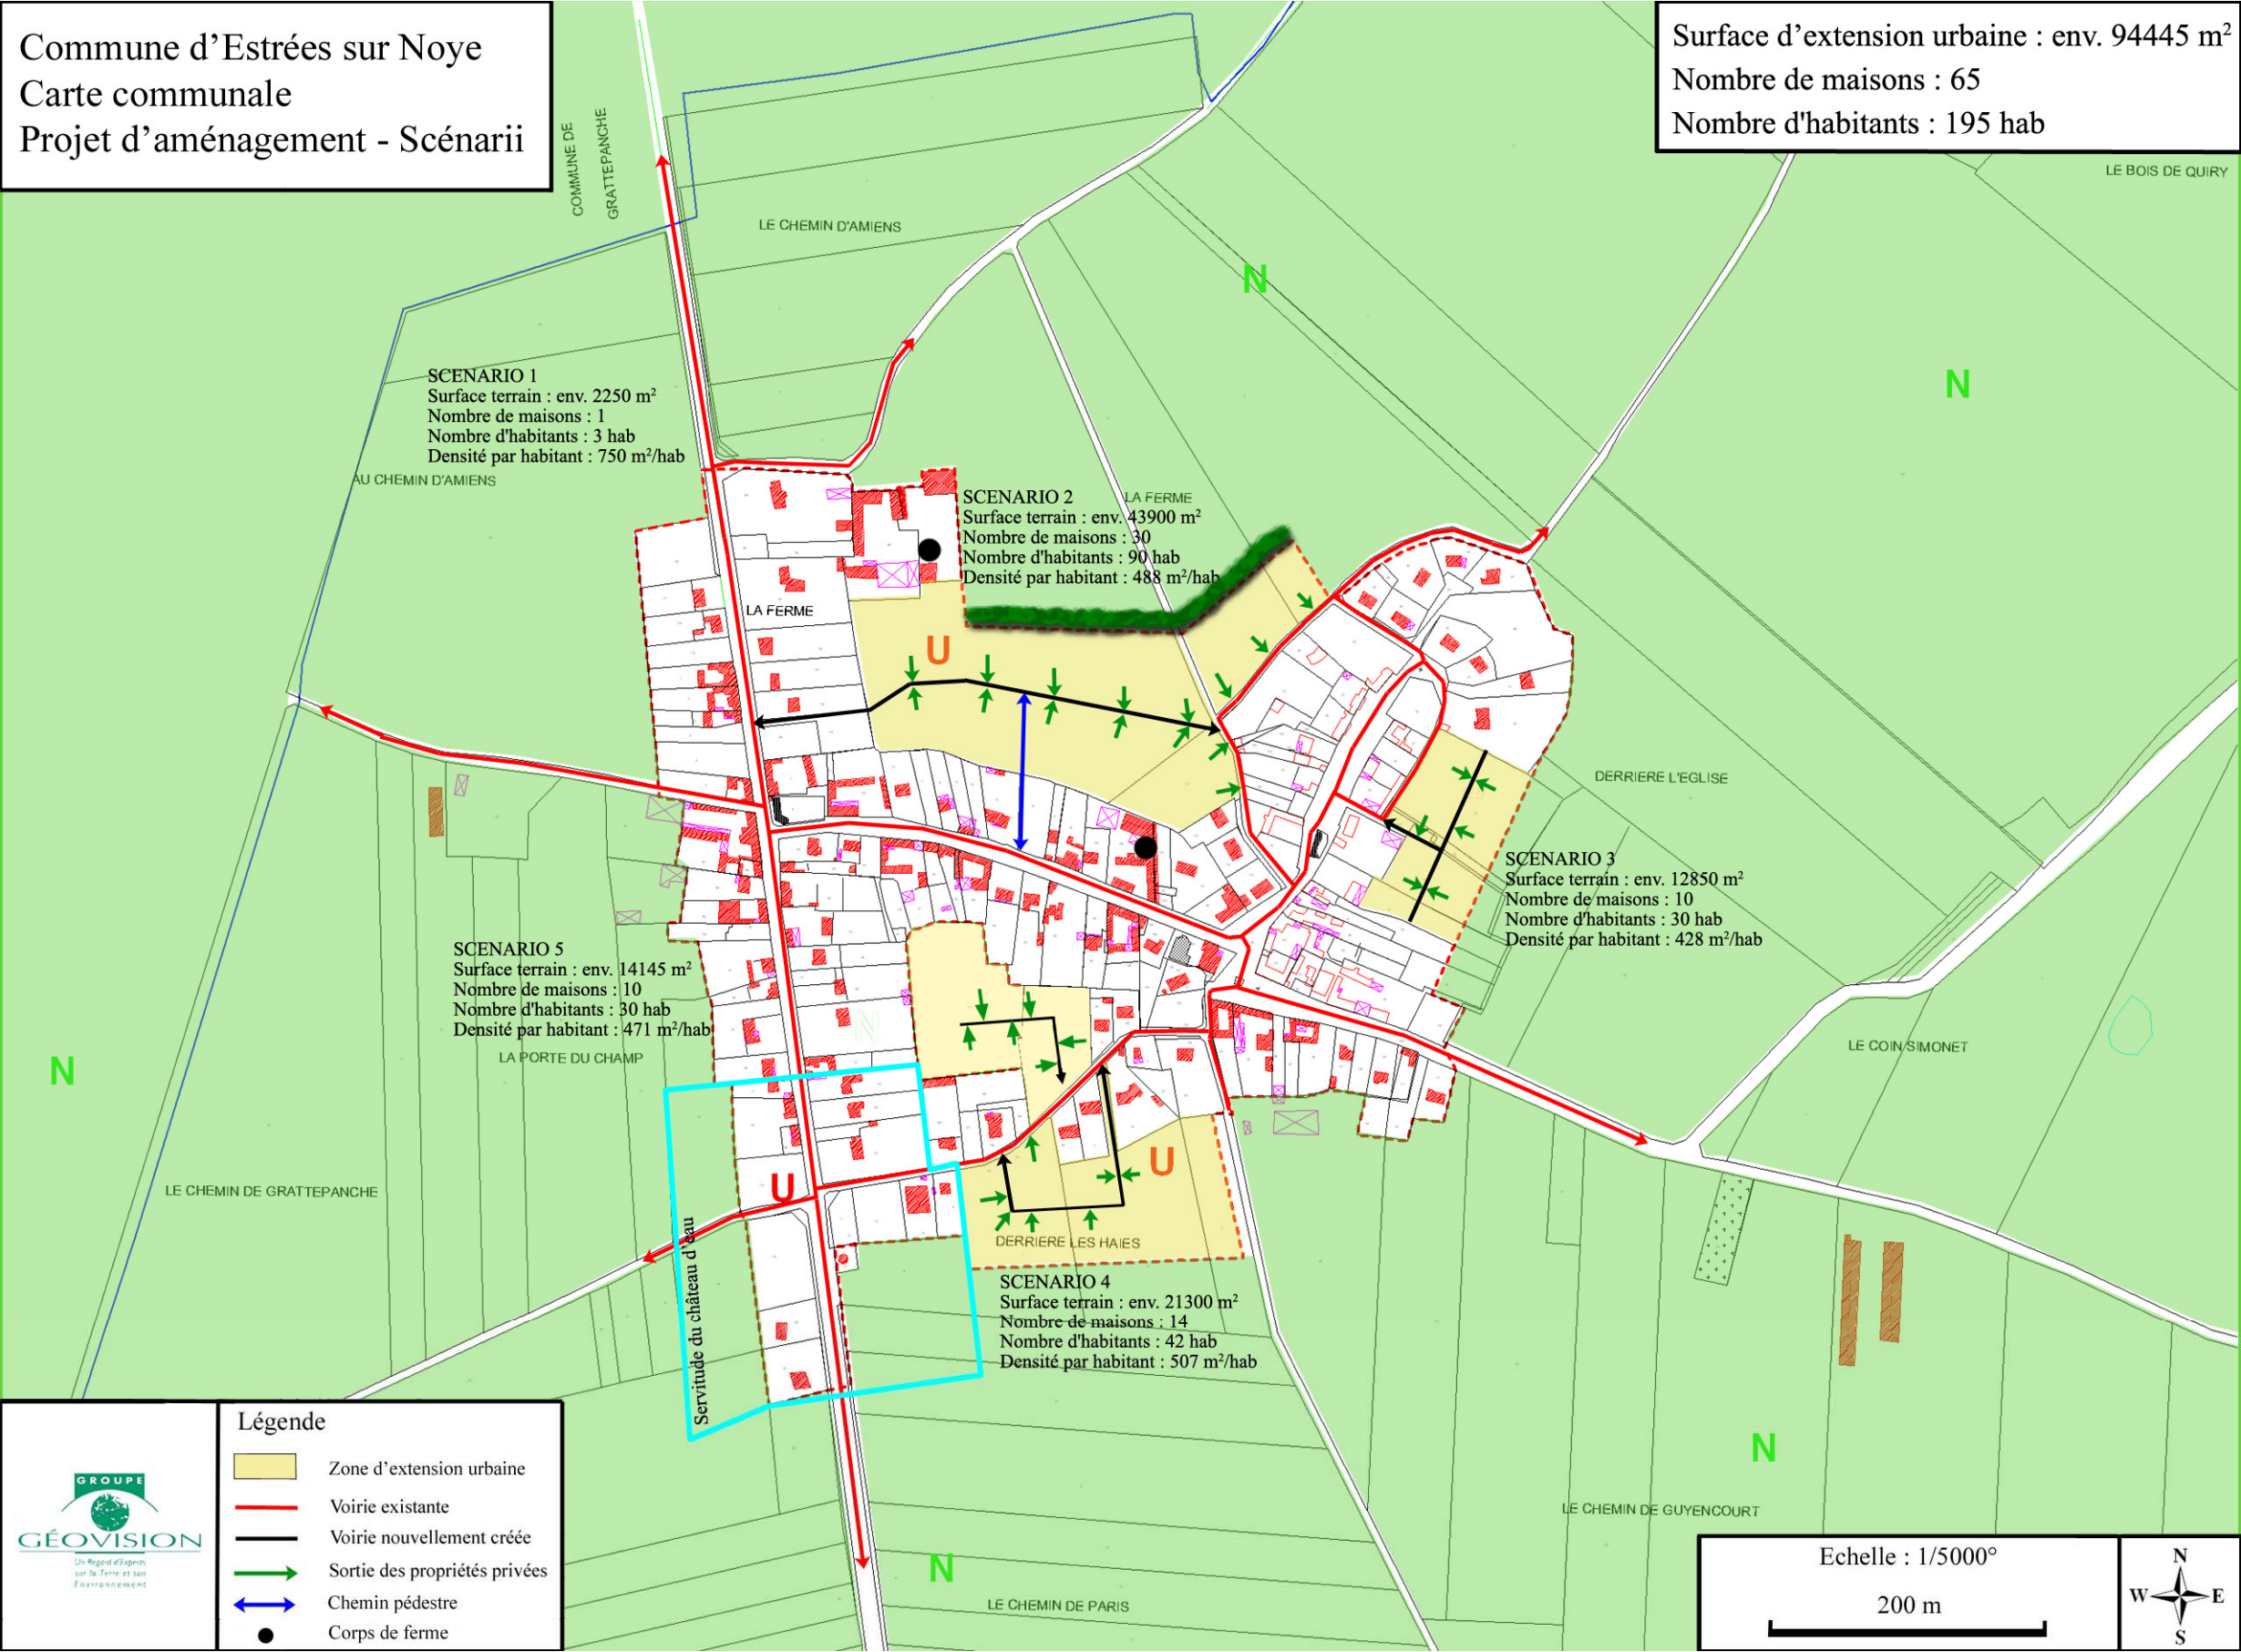 Commune d'Estrées sur Noye
Carte communale
Projet d'aménagement - Scénarii
Surface d'extension urbaine : env. 94445 m²
Nombre de maisons : 65
Nombre d'habitants : 195 hab
COMMUNE DE
GRATTEPANCHE
LE BOIS DE QUIRY
LE CHEMIN D'AMIENS
N
N
SCENARIO 1
Surface terrain : env. 2250 m²
Nombre de maisons : 1
Nombre d'habitants : 3 hab
Densité par habitant : 750 m²/hab
AU CHEMIN D'AMIENS
SCENARIO 2
Surface terrain : env. 43900 m²
Nombre de maisons : 30
Nombre d'habitants : 90 hab
Densité par habitant : 488 m²/hab
LA FERME
LA FERME
U
DERRIERE L'EGLISE
SCENARIO 3
Surface terrain : env. 12850 m²
Nombre de maisons : 10
Nombre d'habitants : 30 hab
Densité par habitant : 428 m²/hab
SCENARIO 5
Surface terrain : env. 14145 m²
Nombre de maisons : 10
Nombre d'habitants : 30 hab
Densité par habitant : 471 m²/hab
N
LA PORTE DU CHAMP
LE COIN SIMONET
N
U
U
LE CHEMIN DE GRATTEPANCHE
Servitude du château d'eau
DERRIERE LES HAIES
SCENARIO 4
Surface terrain : env. 21300 m²
Nombre de maisons : 14
Nombre d'habitants : 42 hab
Densité par habitant : 507 m²/hab
N
LE CHEMIN DE GUYENCOURT
N
LE CHEMIN DE PARIS
GROUPE
GÉOVISION
Un Regard d'Experts
sur la Terre et son
Environnement
Légende
Zone d'extension urbaine
Voirie existante
Voirie nouvellement créée
Sortie des propriétés privées
Chemin pédestre
Corps de ferme
Echelle : 1/5000°
200 m
N
W E
S